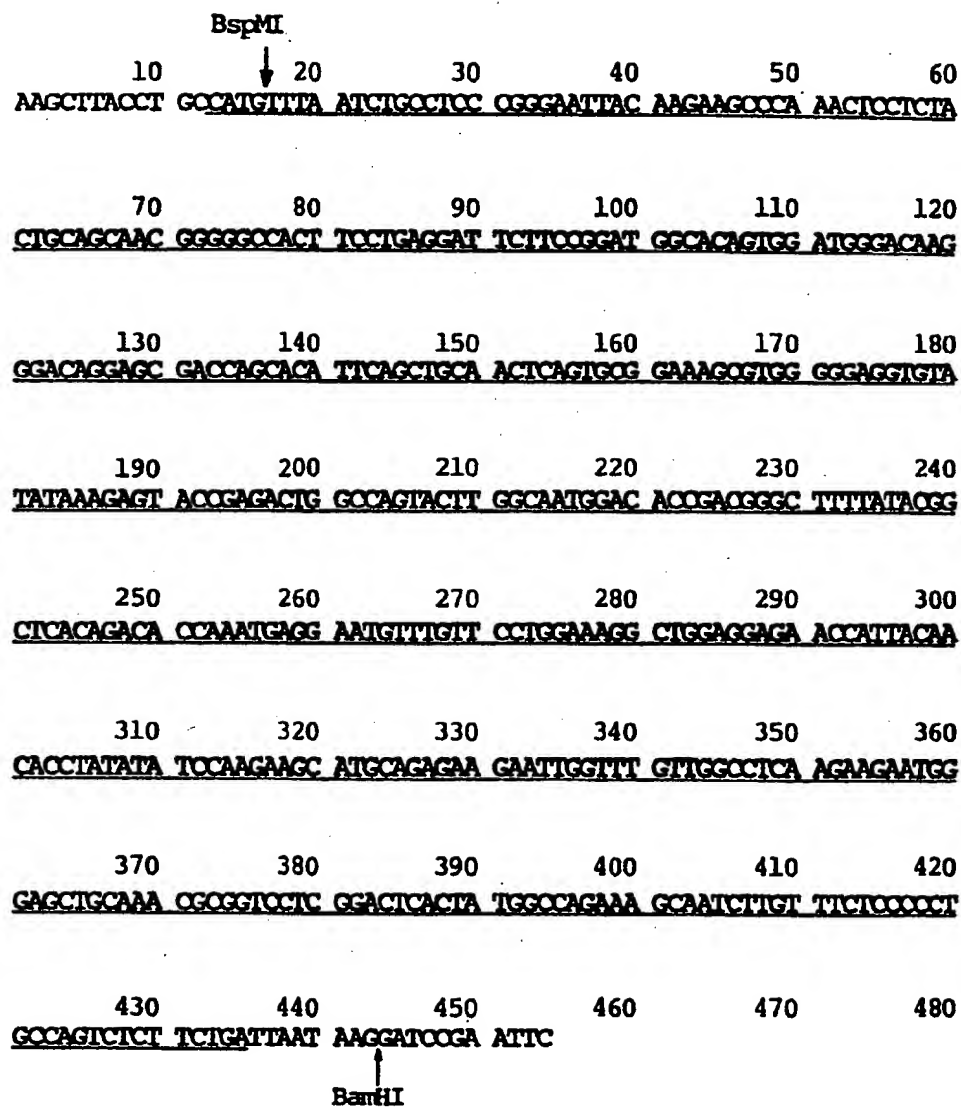 BspMI
10 20 30 40 50 60
AAGCTTACCT GCCATGTTTA ATCTGCCTCC CGGGAATTAC AAGAAGCCCA AACTCCTCTA
70 80 90 100 110 120
CTGCAGCAAC GGGGGCCACT TCCTGAGGAT TCTTCCGGAT GGCACAGTGG ATGGGACAAG
130 140 150 160 170 180
GGACAGGAGC GACCAGCACA TTCAGCTGCA ACTCAGTGCG GAAAGCGTGG GGGAGGTGTA
190 200 210 220 230 240
TATAAAGAGT ACCGAGACTG GCCAGTACTT GGCAATGGAC ACCGACGGGC TTTTATACGG
250 260 270 280 290 300
CTCACAGACA CCAAATGAGG AATGTTTGTT CCTGGAAAGG CTGGAGGAGA ACCATTACAA
310 320 330 340 350 360
CACCTATATA TCCAAGAAGC ATGCAGAGAA GAATTGGTTT GTTGGCCTCA AGAAGAATGG
370 380 390 400 410 420
GAGCTGCAAA CGCGGTCCTC GGACTCACTA TGGCCAGAAA GCAATCTTGT TTCTCCCCCT
430 440 450 460 470 480
GCCAGTCTCT TCTGATTAAT AAGGATCCGA ATTC
BamHI